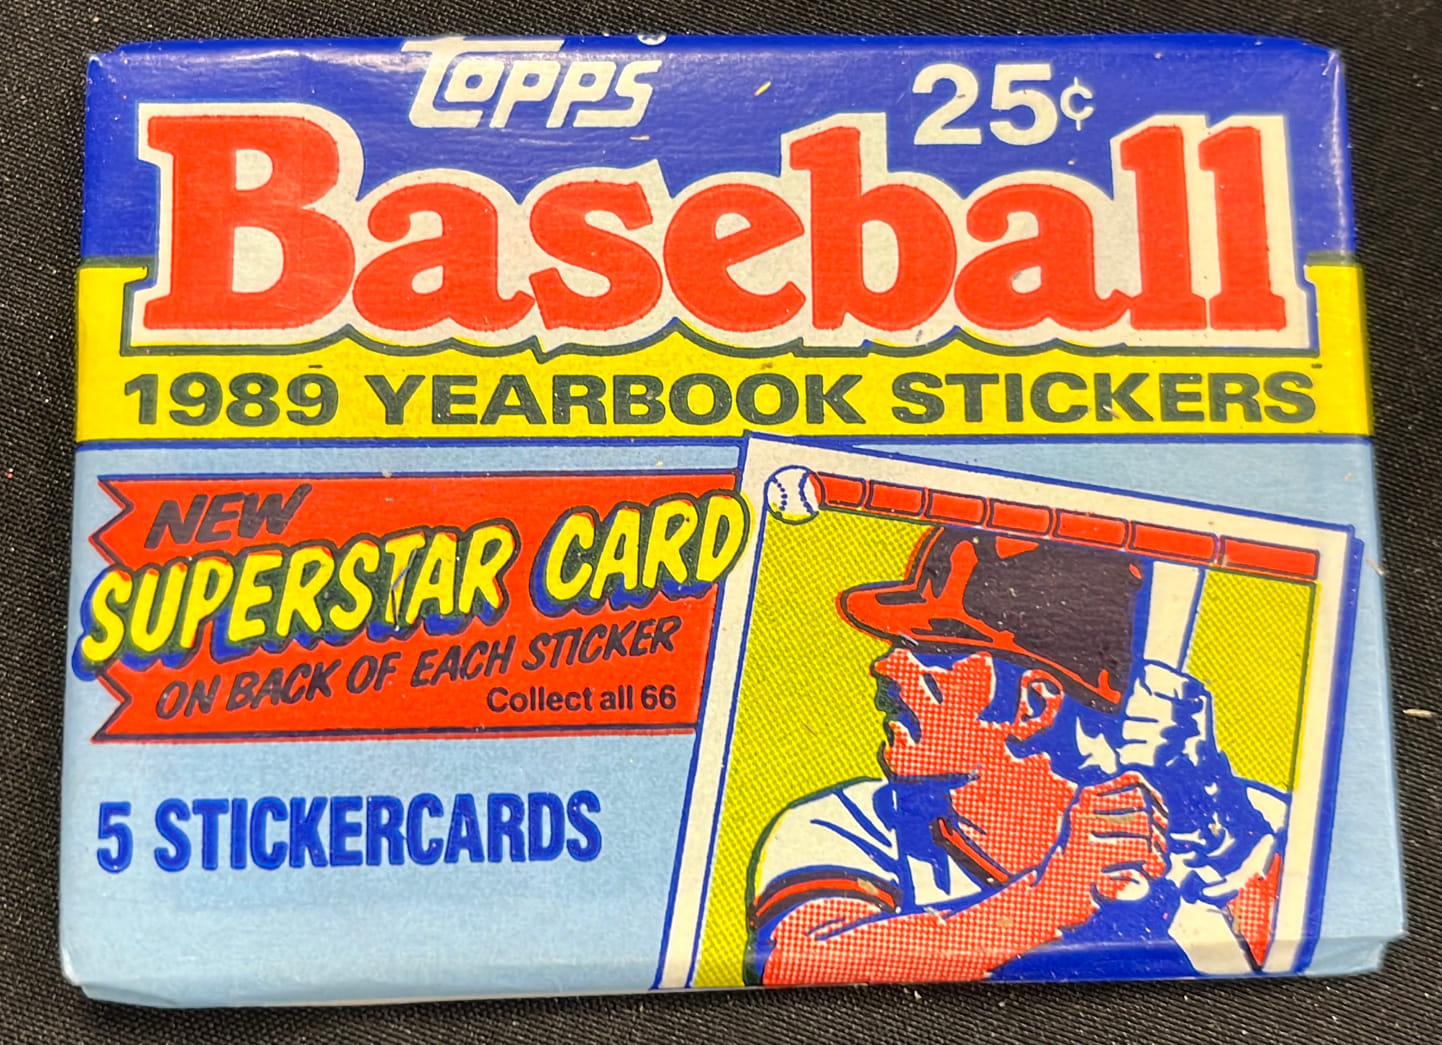 Topps®
25¢
Baseball
1989 YEARBOOK STICKERS
NEW
SUPERSTAR CARD
ON BACK OF EACH STICKER
Collect all 66
5 STICKERCARDS